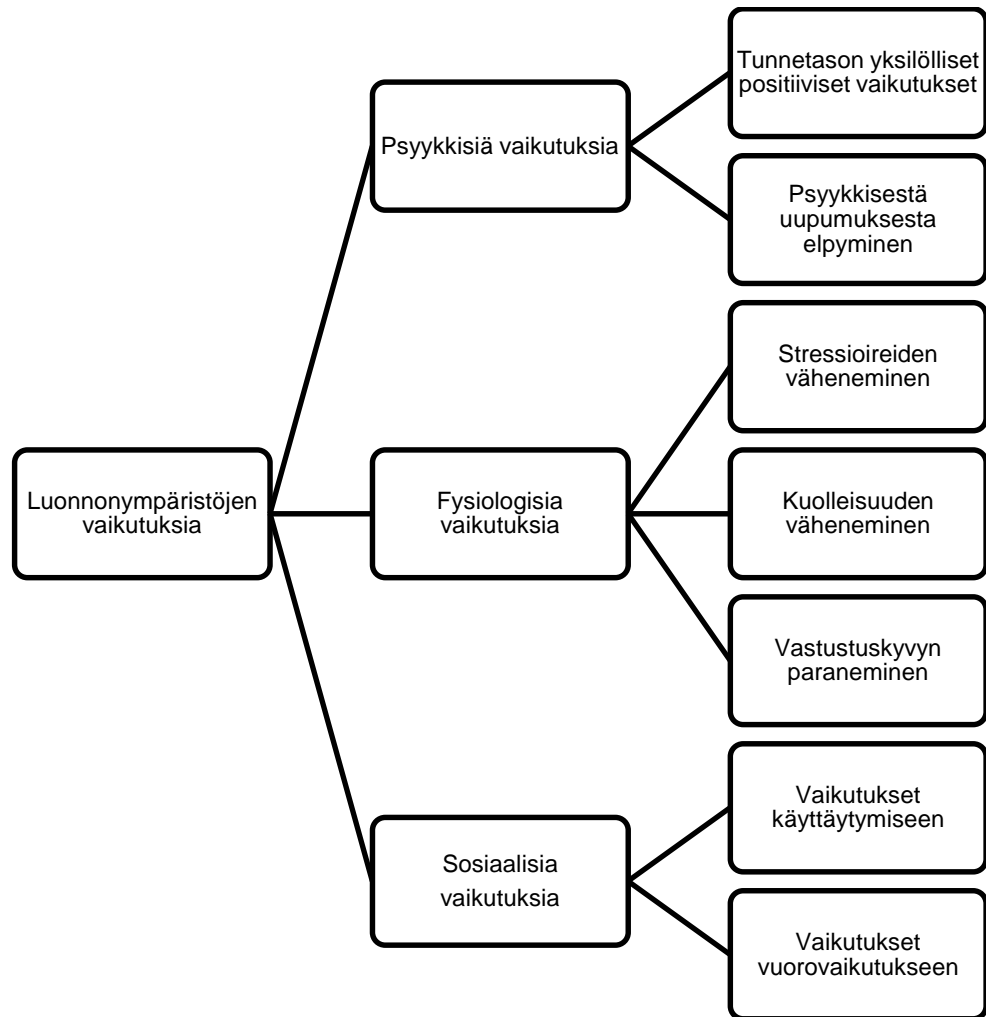 Luonnonympäristöjen
vaikutuksia
Psyykkisiä vaikutuksia
Tunnetason yksilölliset
positiiviset vaikutukset
Psyykkisestä
uupumuksesta
elpyminen
Fysiologisia
vaikutuksia
Stressioireiden
väheneminen
Kuolleisuuden
väheneminen
Vastustuskyvyn
paraneminen
Sosiaalisia
vaikutuksia
Vaikutukset
käyttäytymiseen
Vaikutukset
vuorovaikutukseen